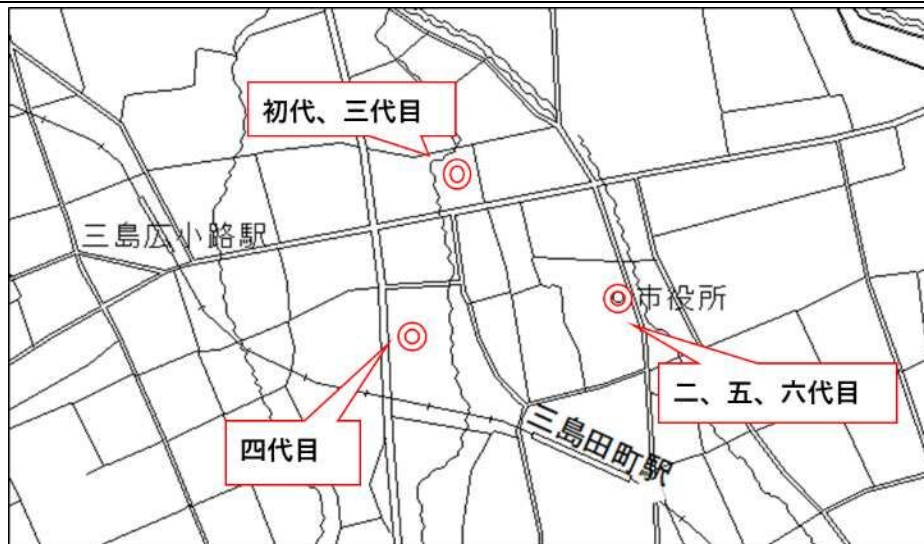 初代、三代目
三島広小路駅
市役所
二、五、六代目
四代目
三島田町駅